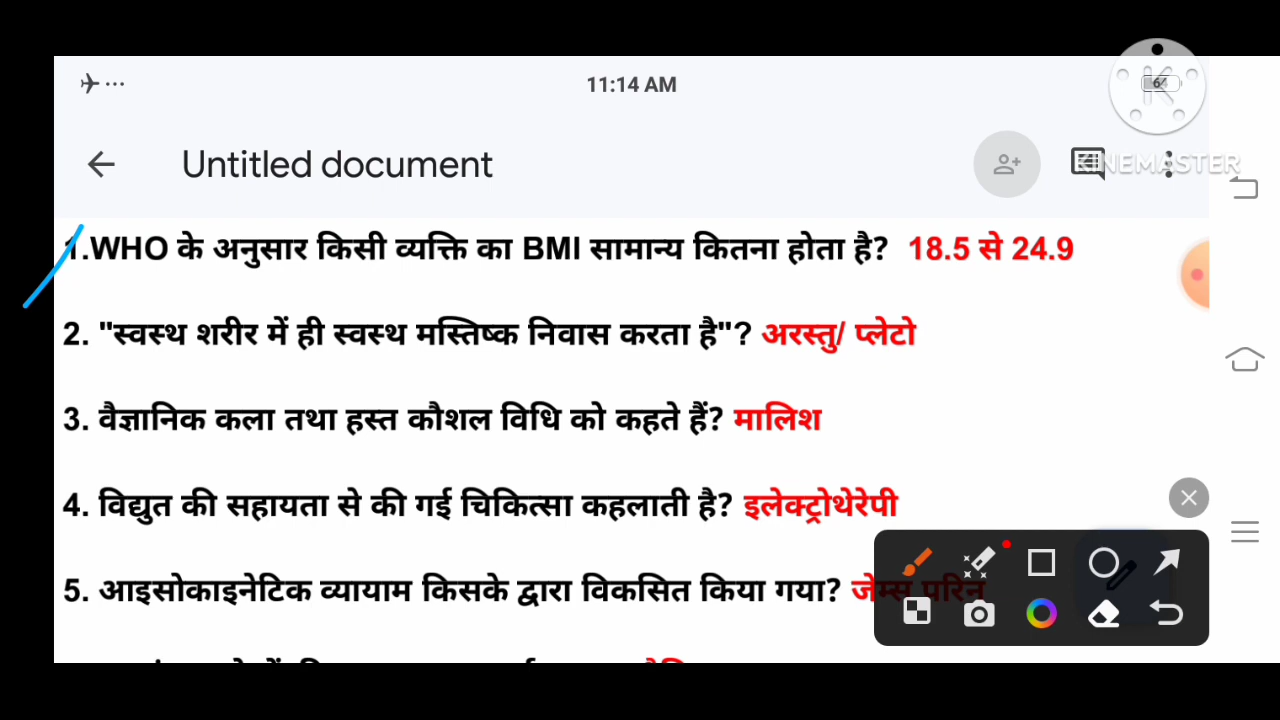 11:14 AM
64
Untitled document
KINEMASTER
1.WHO के अनुसार किसी व्यक्ति का BMI सामान्य कितना होता है? 18.5 से 24.9
2. "स्वस्थ शरीर में ही स्वस्थ मस्तिष्क निवास करता है"? अरस्तु/ प्लेटो
3. वैज्ञानिक कला तथा हस्त कौशल विधि को कहते हैं? मालिश
4. विद्युत की सहायता से की गई चिकित्सा कहलाती है? इलेक्ट्रोथेरेपी
5. आइसोकाइनेटिक व्यायाम किसके द्वारा विकसित किया गया? जेम्स परिन